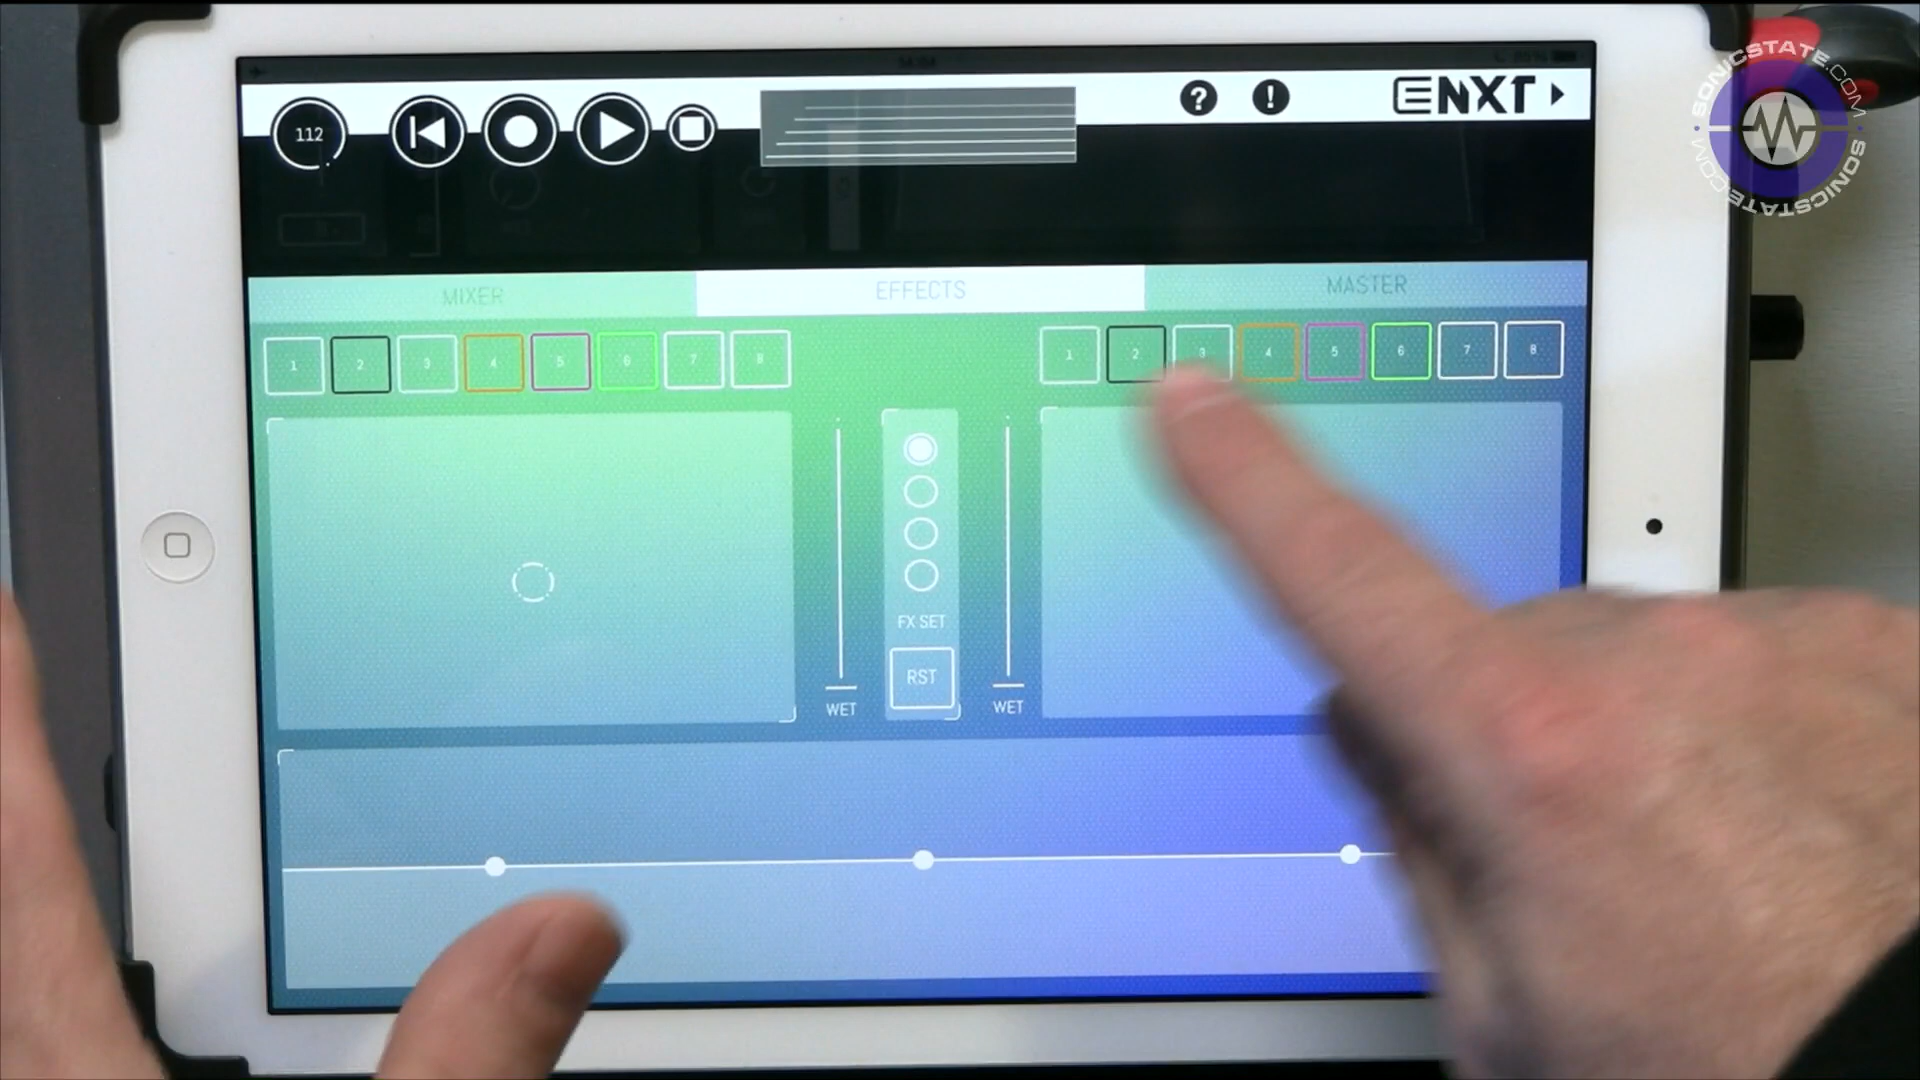 112
? ! ENXT
MIXER EFFECTS MASTER
1 2 3 4 5 6 7 8
1 2 3 4 5 6 7 8
FX SET
RST
WET WET
SONICSTATE.COM
SONICSTATE.COM